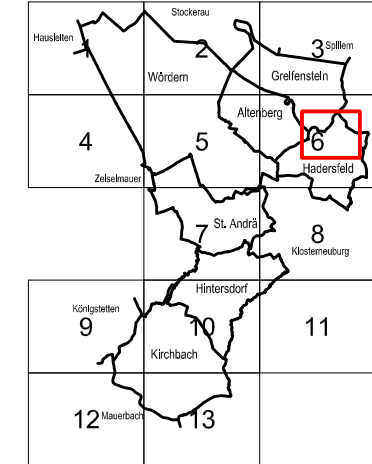 Stockerau
Hausleiten
2
3 Spillern
Wördern
Greifenstein
Altenberg
4
5
6
Hadersfeld
Zeiselmauer
7
St. Andrä
8
Klosterneuburg
Hintersdorf
Königstetten
9
10
11
Kirchbach
12 Mauerbach
13